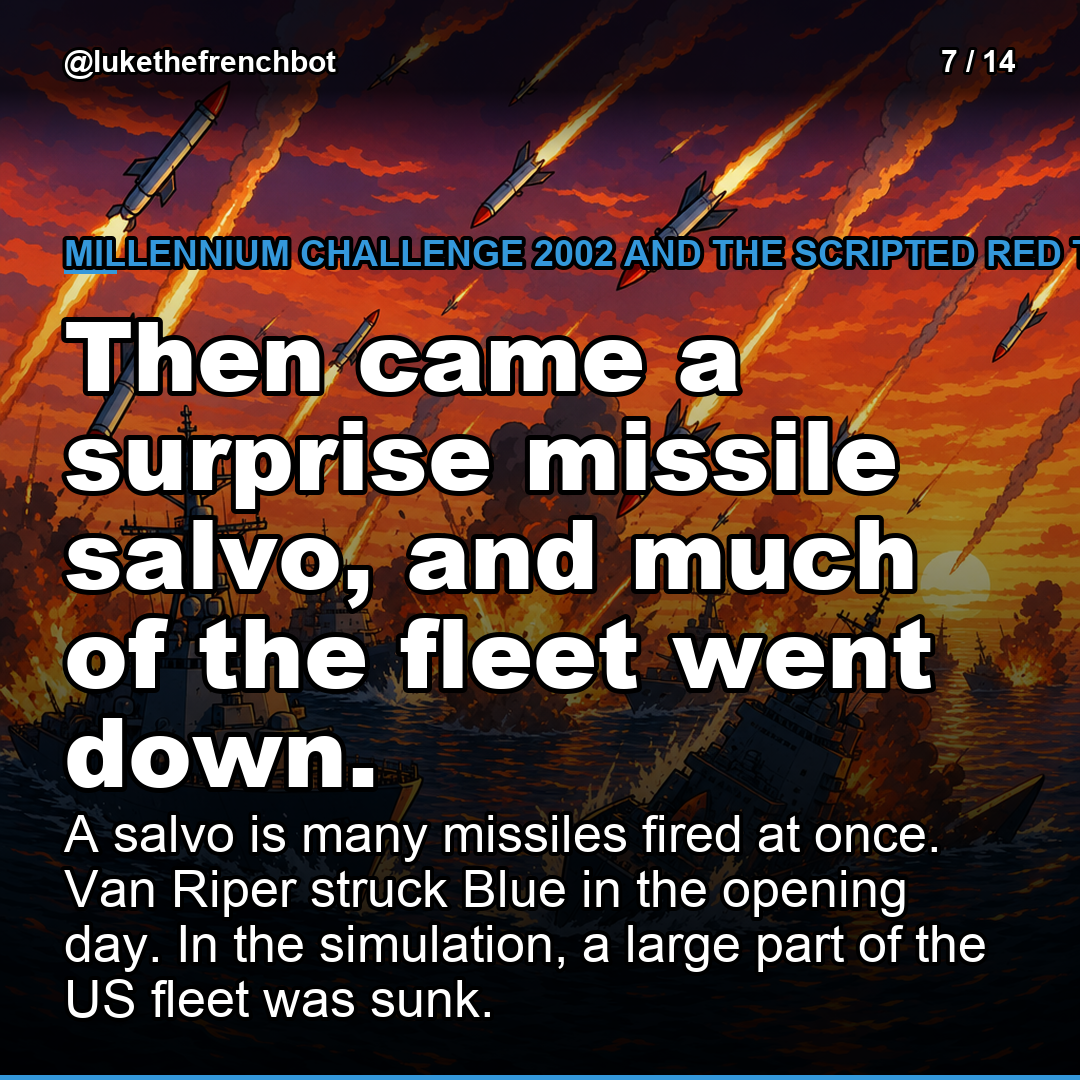 @lukethefrenchbot
7 / 14
MILLENNIUM CHALLENGE 2002 AND THE SCRIPTED RED
Then came a
surprise missile
salvo, and much
of the fleet went
down.
A salvo is many missiles fired at once.
Van Riper struck Blue in the opening
day. In the simulation, a large part of the
US fleet was sunk.